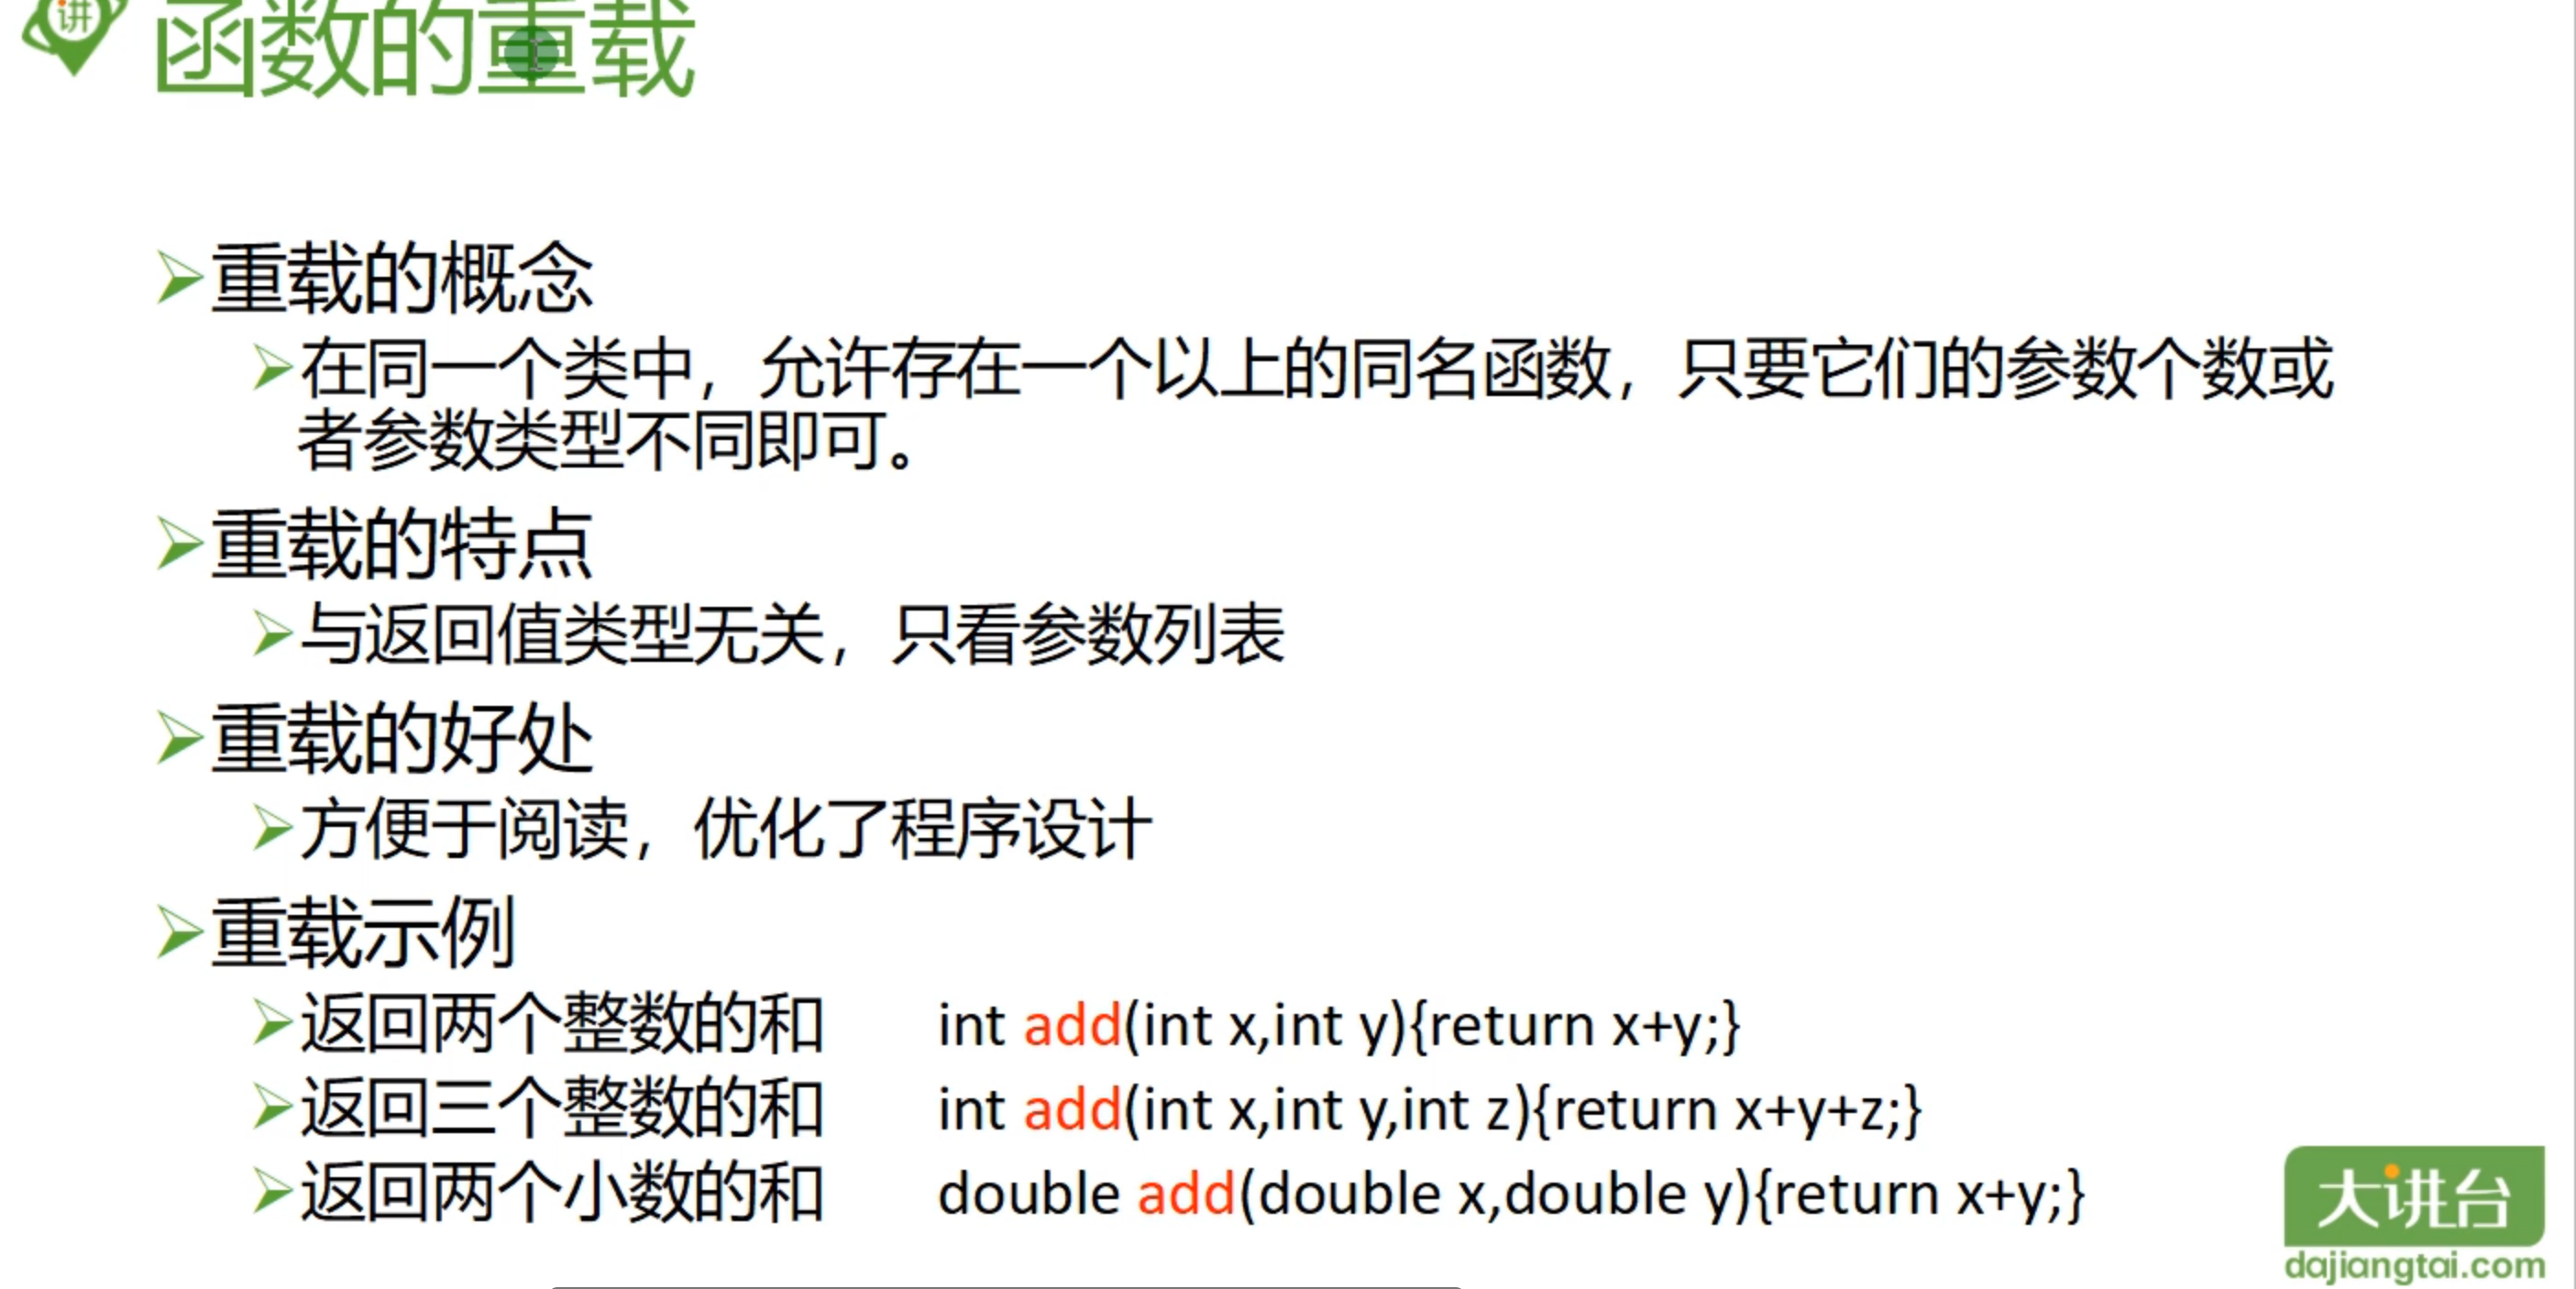 讲
函数的重载
重载的概念
在同一个类中，允许存在一个以上的同名函数，只要它们的参数个数或
者参数类型不同即可。
重载的特点
与返回值类型无关，只看参数列表
重载的好处
方便于阅读，优化了程序设计
重载示例
返回两个整数的和 int add(int x,int y){return x+y;}
返回三个整数的和 int add(int x,int y,int z){return x+y+z;}
返回两个小数的和 double add(double x,double y){return x+y;}
大讲台
dajiangtai.com